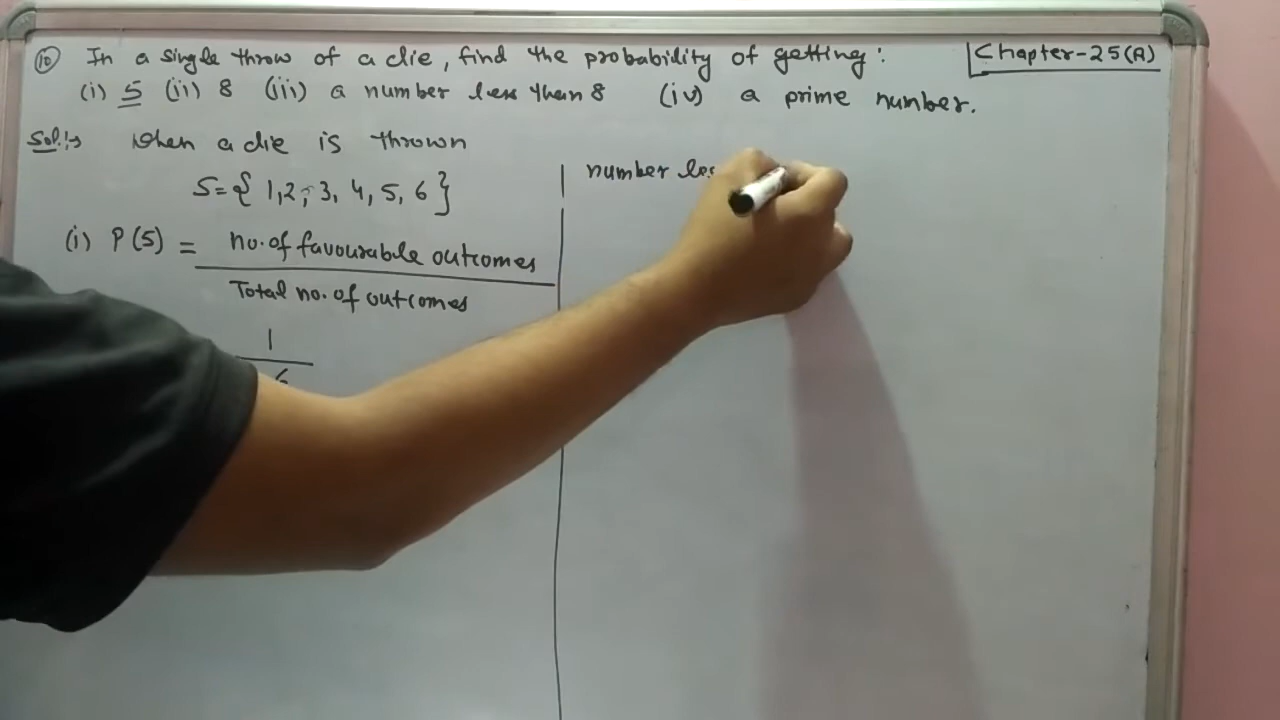 10 In a single throw of a die, find the probability of getting:
Chapter-25(A)
(i) 5 (ii) 8 (iii) a number less than 8 (iv) a prime number.
Sol:- When a die is thrown
S={ 1,2, 3, 4, 5, 6 }
(i) P(5) = no. of favourable outcomes
Total no. of outcomes
1
6
number les